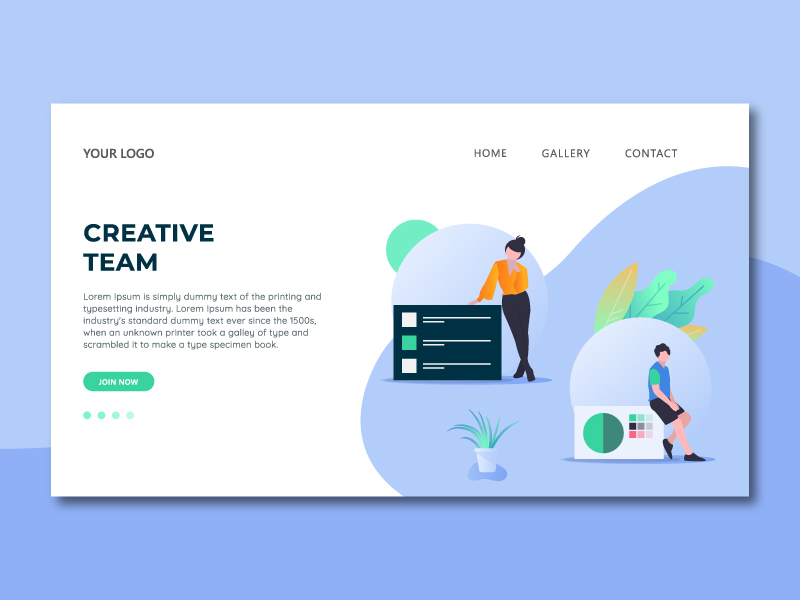 YOUR LOGO
HOME GALLERY CONTACT
CREATIVE
TEAM
Lorem Ipsum is simply dummy text of the printing and
typesetting industry. Lorem Ipsum has been the
industry's standard dummy text ever since the 1500s,
when an unknown printer took a galley of type and
scrambled it to make a type specimen book.
JOIN NOW